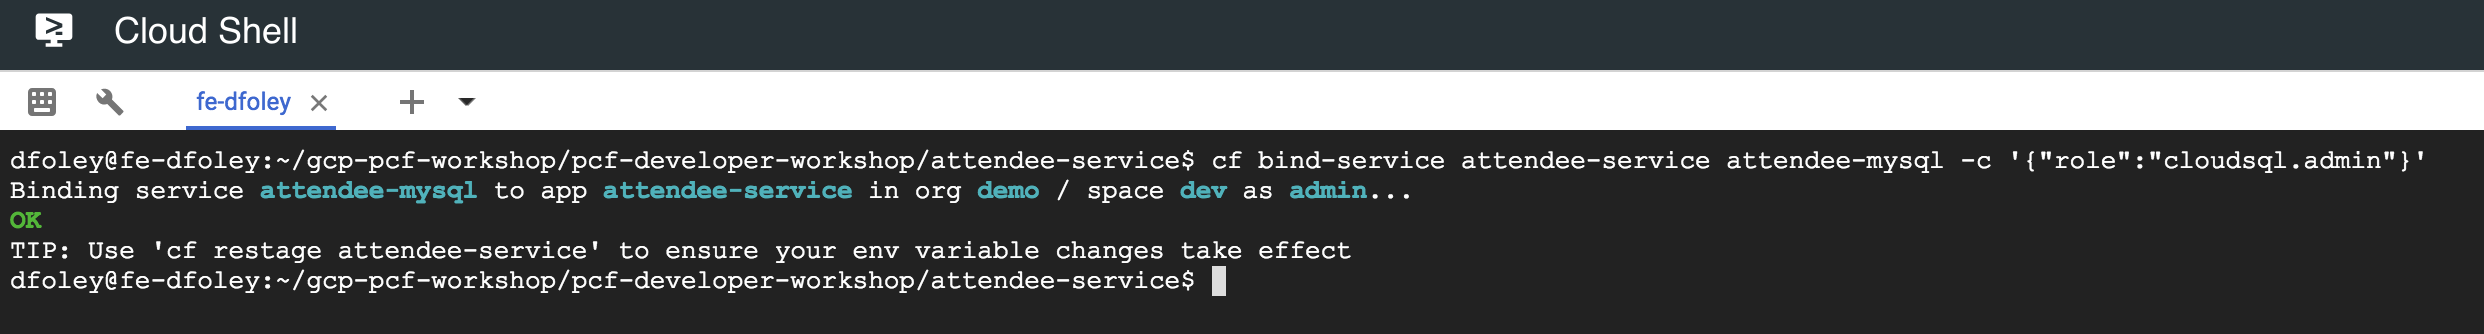 Cloud Shell
fe-dfoley
dfoley@fe-dfoley:~/gcp-pcf-workshop/pcf-developer-workshop/attendee-service$ cf bind-service attendee-service attendee-mysql -c '{"role":"cloudsql.admin"}'
Binding service attendee-mysql to app attendee-service in org demo / space dev as admin...
OK
TIP: Use 'cf restage attendee-service' to ensure your env variable changes take effect
dfoley@fe-dfoley:~/gcp-pcf-workshop/pcf-developer-workshop/attendee-service$